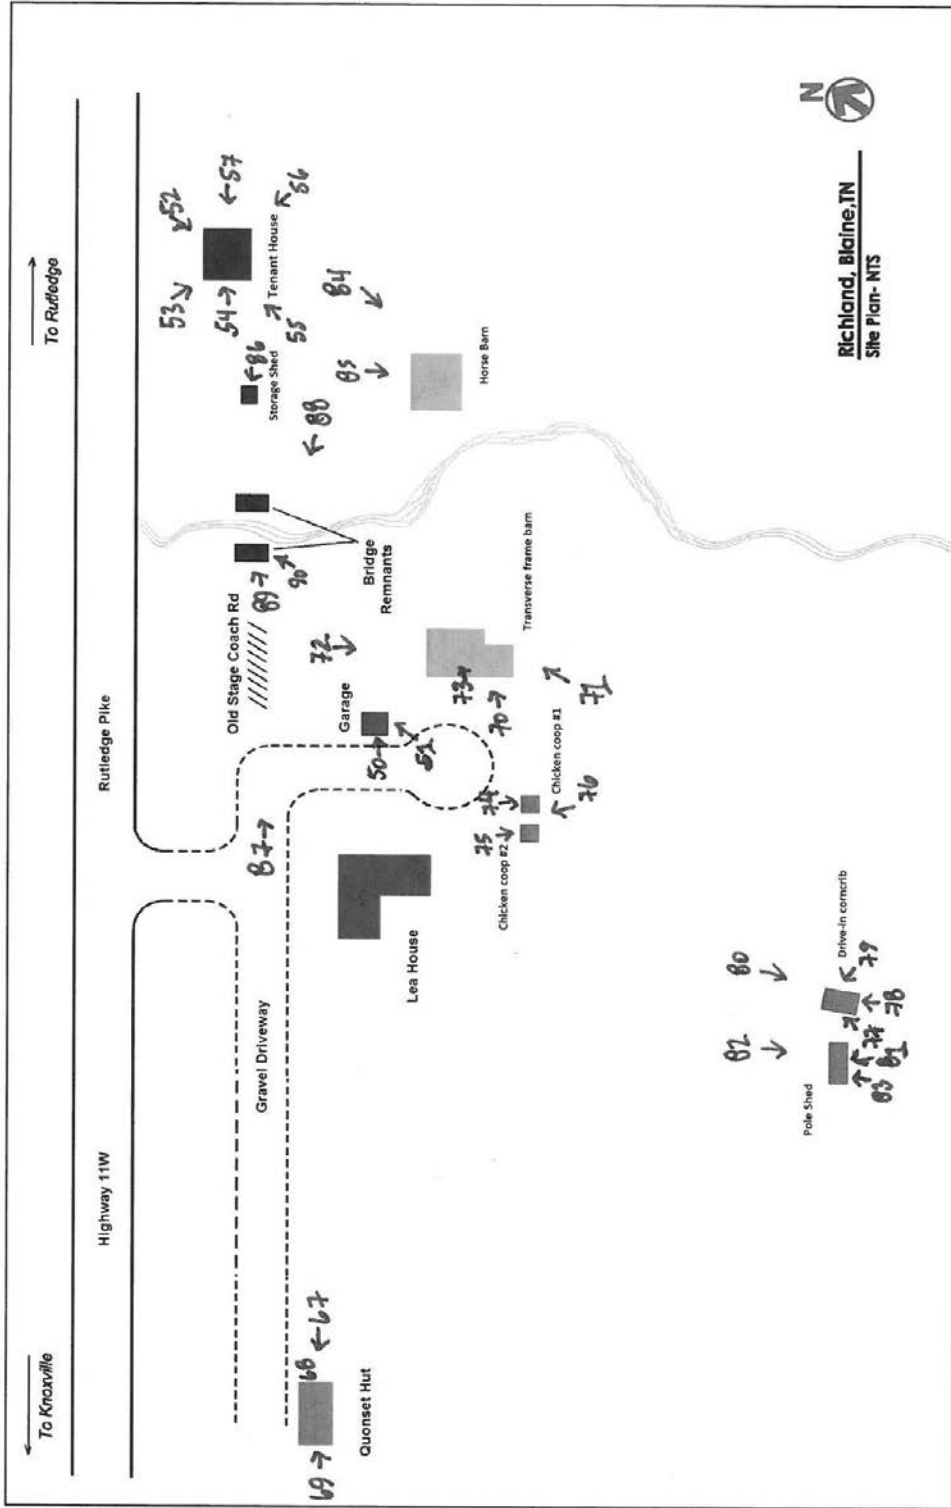 To Knoxville
To Rutledge
Highway 11W
Rutledge Pike
53
52
54
57
Tenant House
56
55
86
Storage Shed
Old Stage Coach Rd
89
90
88
84
85
Bridge
Remnants
Gravel Driveway
87
72
Garage
50
51
69
68
67
Quonset Hut
Lea House
73
70
71
Transverse frame barn
Horse Barn
75
74
Chicken coop #2
Chicken coop #1
76
82
80
Pole Shed
Drive-in corncrib
83
81
77
78
79
N
Richland, Blaine,TN
Site Plan- NTS